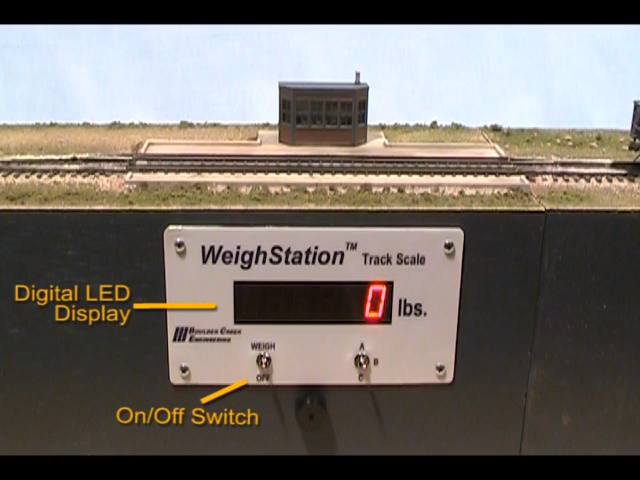 WeighStation™ Track Scale
Digital LED
Display
0 lbs.
Boulder Creek
Engineering
WEIGH
OFF
A
B
C
On/Off Switch